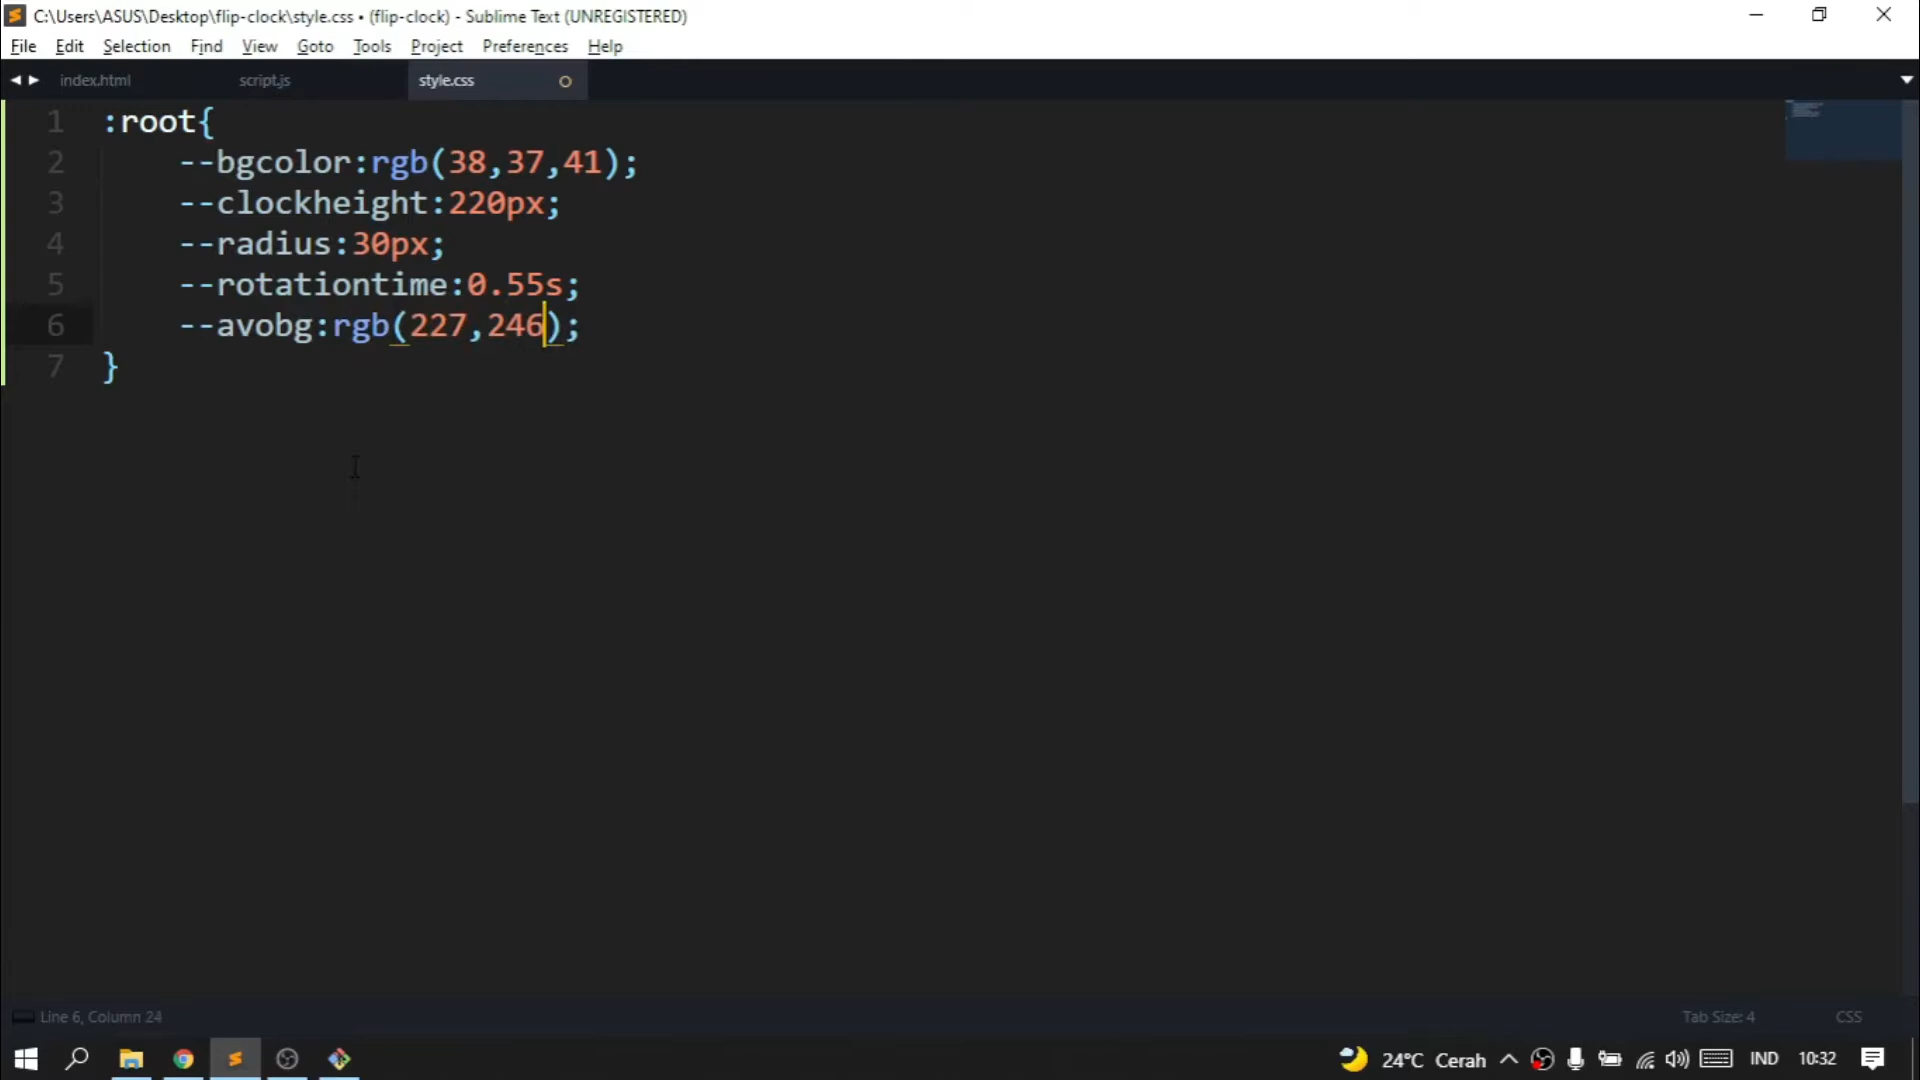 C:\Users\ASUS\Desktop\flip-clock\style.css • (flip-clock) - Sublime Text (UNREGISTERED)
File Edit Selection Find View Goto Tools Project Preferences Help
index.html script.js style.css
1 :root{
2 --bgcolor:rgb(38,37,41);
3 --clockheight:220px;
4 --radius:30px;
5 --rotationtime:0.55s;
6 --avobg:rgb(227,246);
7 }
Line 6, Column 24 Tab Size: 4 CSS
24°C Cerah IND 10:32